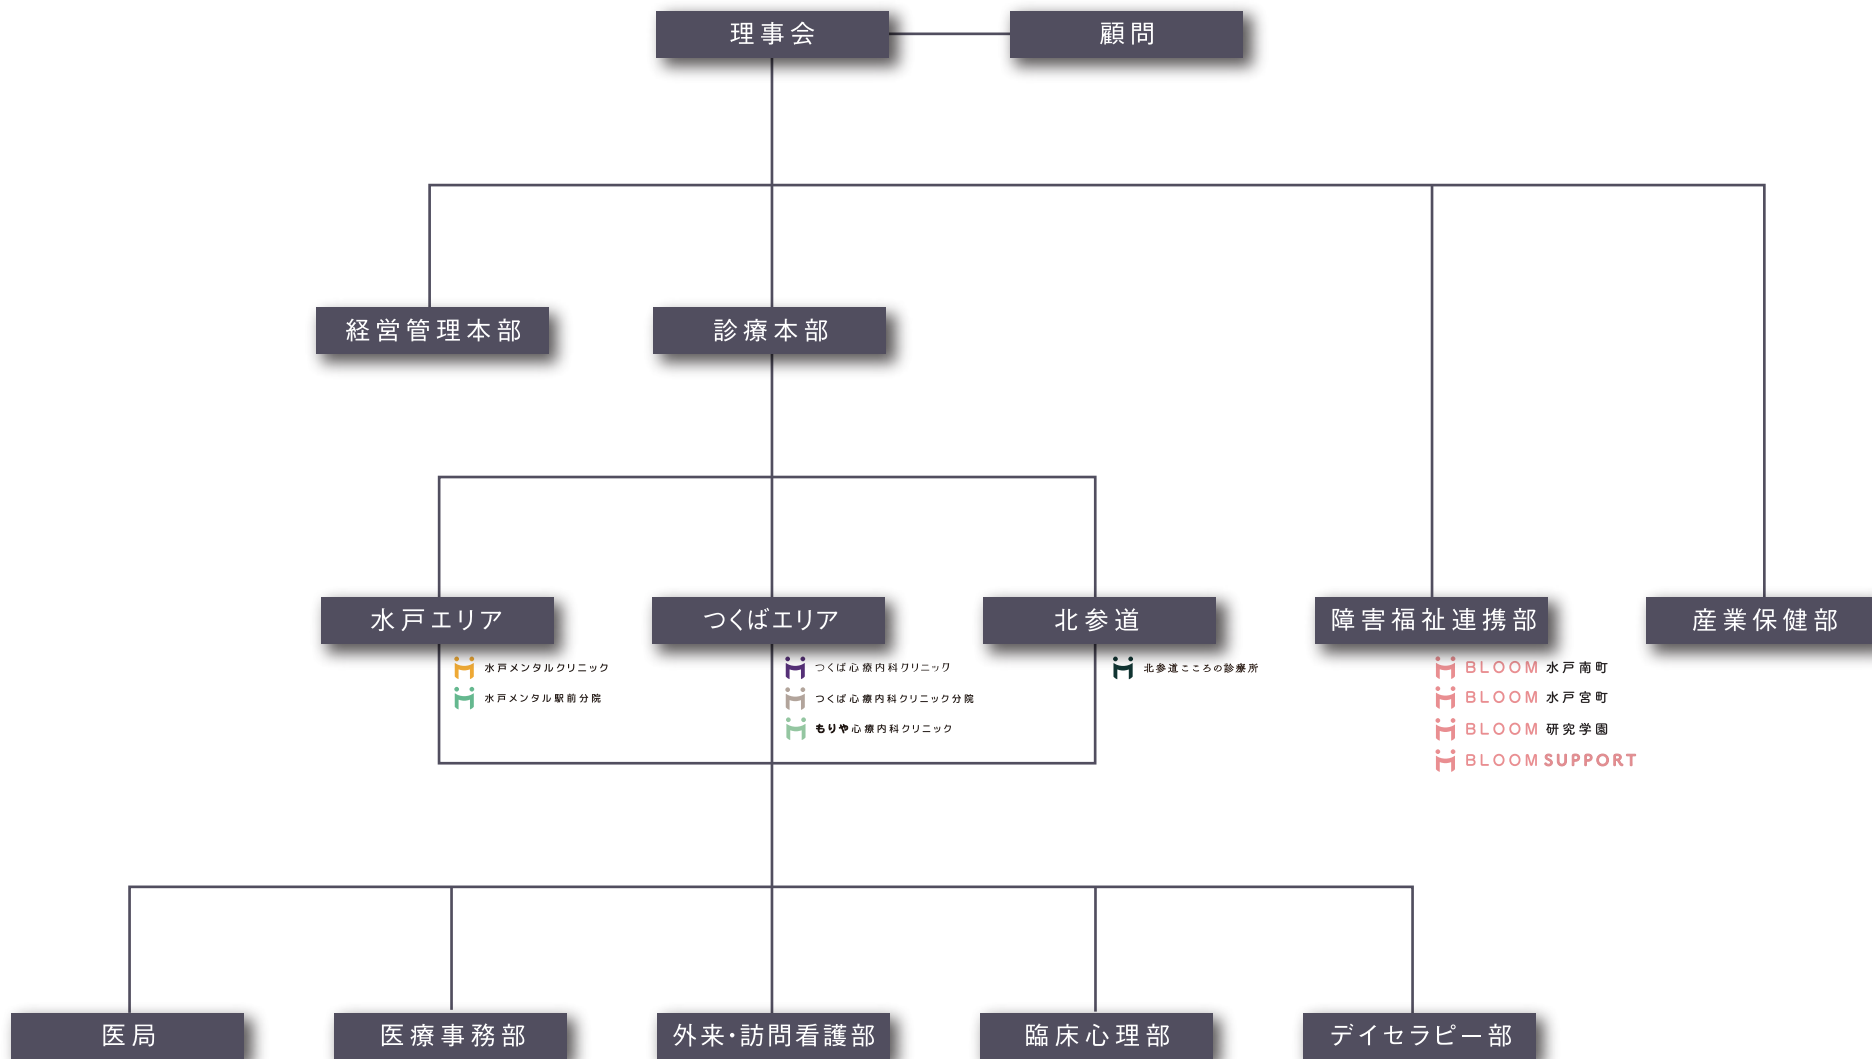 理事会
顧問
経営管理本部
診療本部
水戸エリア
つくばエリア
北参道
障害福祉連携部
産業保健部
水戸メンタルクリニック
水戸メンタル駅前分院
つくば心療内科クリニック
つくば心療内科クリニック分院
もりや心療内科クリニック
北参道こころの診療所
BLOOM 水戸南町
BLOOM 水戸宮町
BLOOM 研究学園
BLOOM SUPPORT
医局
医療事務部
外来・訪問看護部
臨床心理部
デイセラピー部